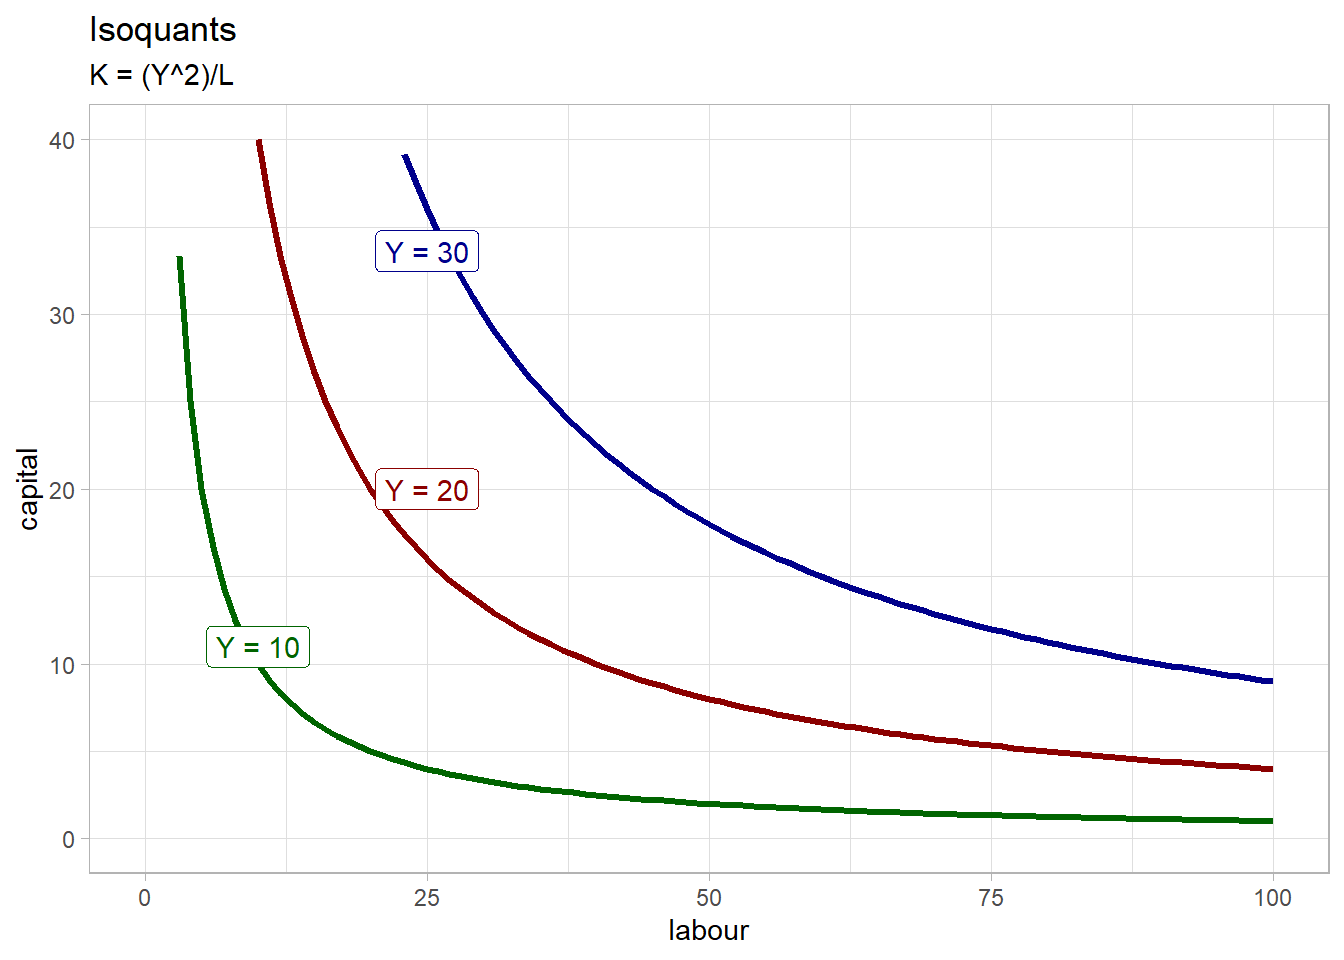 Isoquants
K = (Y^2)/L
40
30
20
10
0
capital
Y = 30
Y = 20
Y = 10
0 25 50 75 100
labour